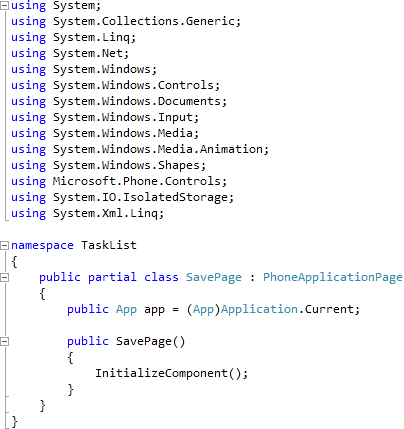 using System;
using System.Collections.Generic;
using System.Linq;
using System.Net;
using System.Windows;
using System.Windows.Controls;
using System.Windows.Documents;
using System.Windows.Input;
using System.Windows.Media;
using System.Windows.Media.Animation;
using System.Windows.Shapes;
using Microsoft.Phone.Controls;
using System.IO.IsolatedStorage;
using System.Xml.Linq;

namespace TaskList
{
    public partial class SavePage : PhoneApplicationPage
    {
        public App app = (App)Application.Current;

        public SavePage()
        {
            InitializeComponent();
        }
    }
}